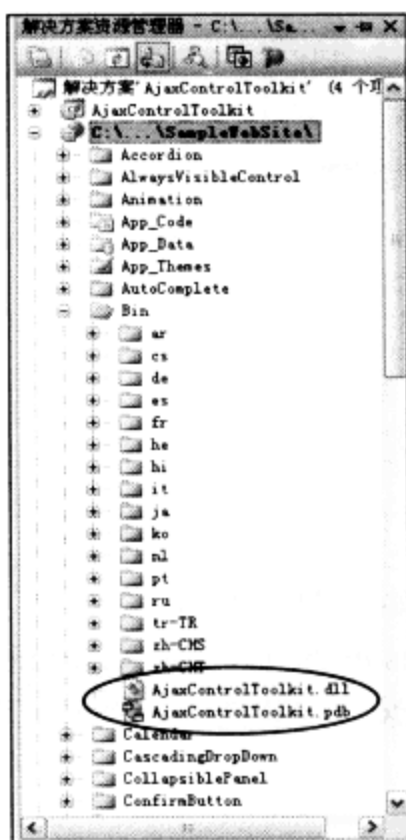 解决方案资源管理器 - C:\...\Sa...
解决方案'AjaxControlToolkit' (4 个项
AjaxControlToolkit
C:\...\SampleWebSite\
Accordion
AlwaysVisibleControl
Animation
App_Code
App_Data
App_Themes
AutoComplete
Bin
ar
cs
de
es
fr
he
hi
it
ja
ko
nl
pt
ru
tr-TR
zh-CHS
zh-CHT
AjaxControlToolkit.dll
AjaxControlToolkit.pdb
Calendar
CascadingDropDown
CollapsiblePanel
ConfirmButton